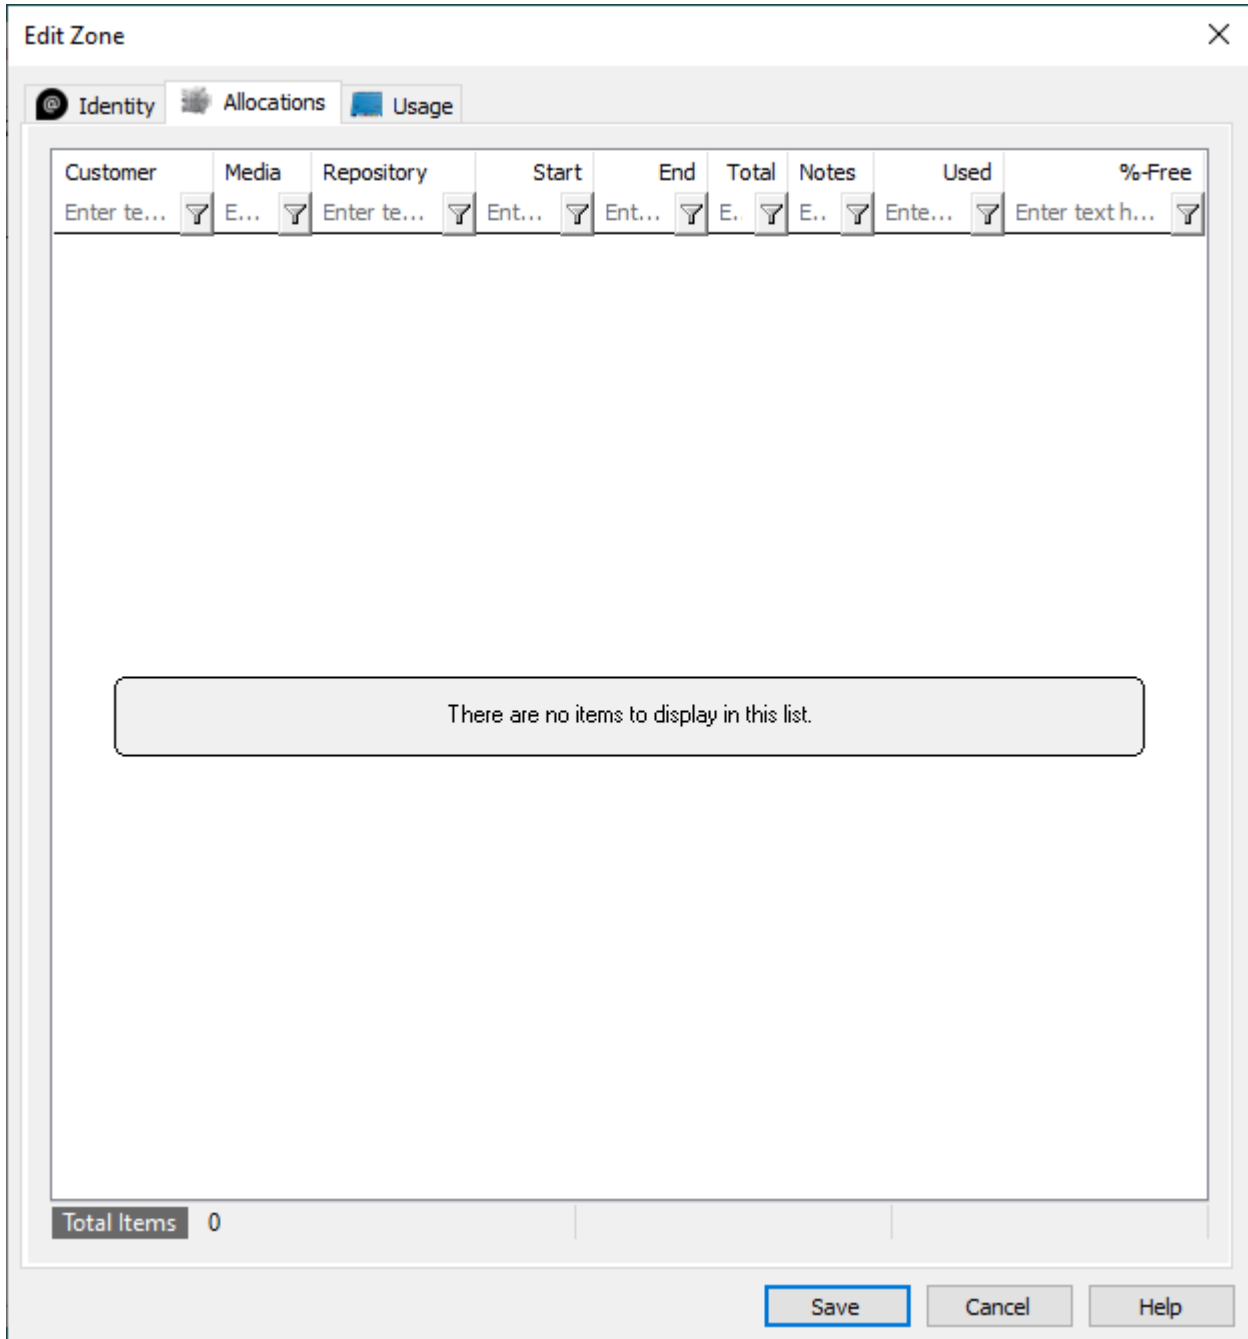 Edit Zone
Identity Allocations Usage
Customer Media Repository Start End Total Notes Used %-Free
Enter te... E... Enter te... Ent... Ent... E. E.. Ente... Enter text h...
There are no items to display in this list.
Total Items 0
Save Cancel Help